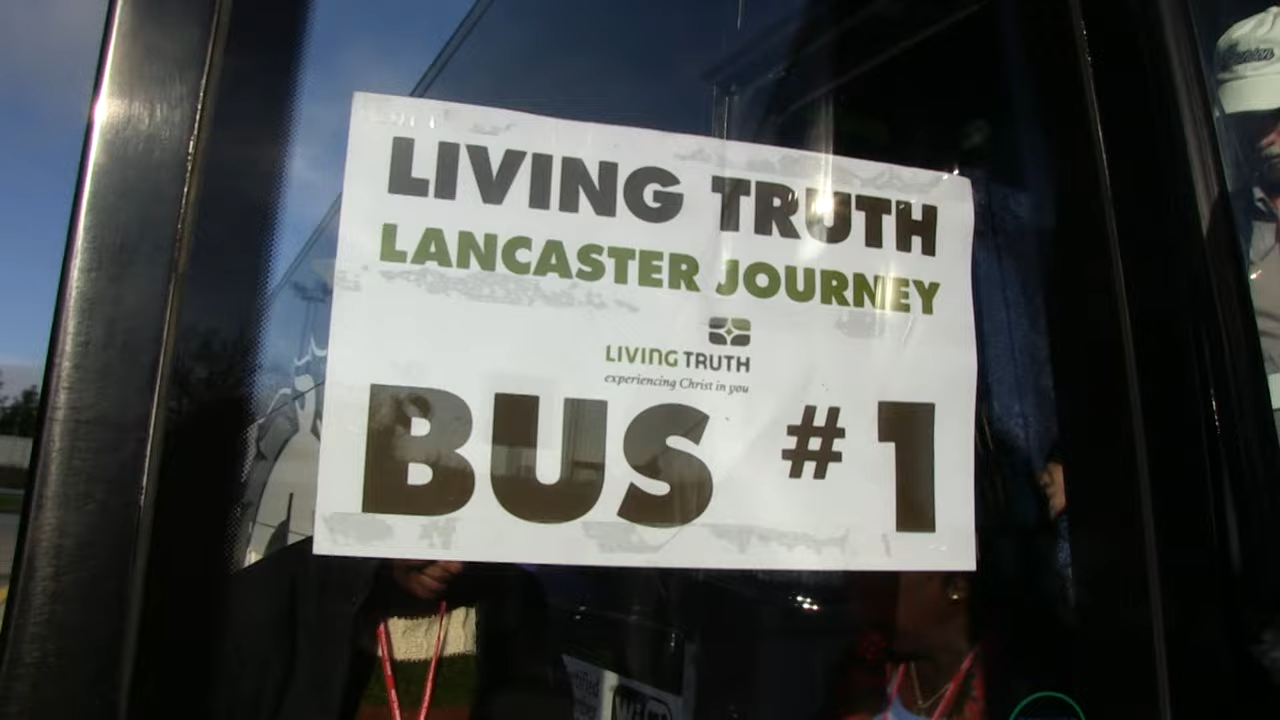 LIVING TRUTH
LANCASTER JOURNEY
LIVING TRUTH
experiencing Christ in you
BUS #1